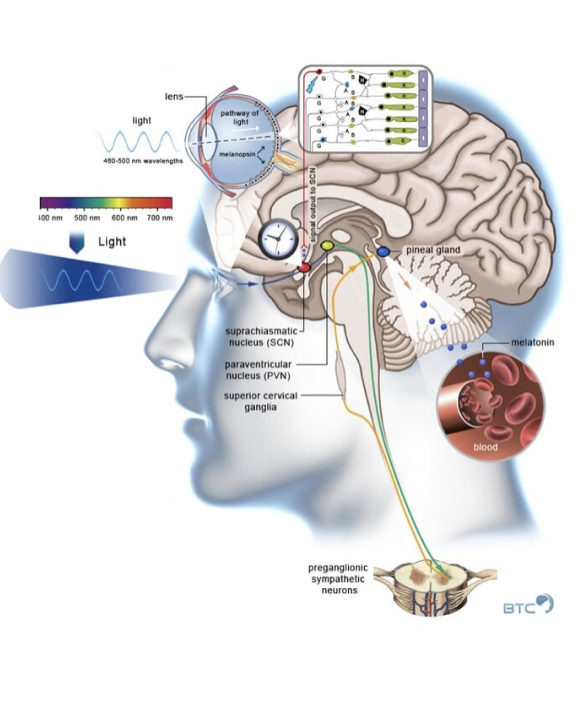 lens
pathway of
light
light
melanopsin
460-500 nm wavelengths
signal output to SCN
500 nm
600 nm
700 nm
Light
pineal gland
suprachiasmatic
nucleus (SCN)
melatonin
paraventricular
nucleus (PVN)
superior cervical
ganglia
blood
preganglionic
sympathetic
neurons
BTC